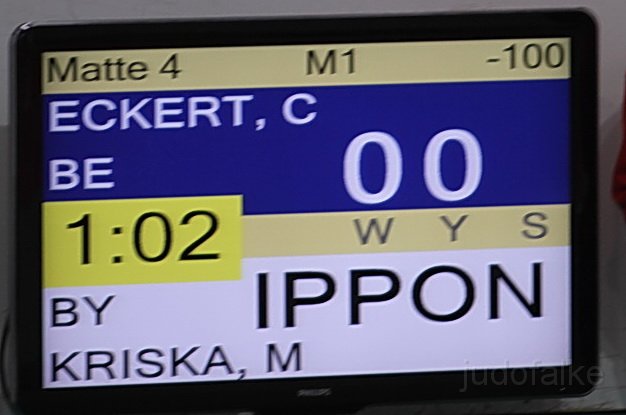 Matte 4 M1 -100
ECKERT, C
BE 0 0
1:02 W Y S
BY IPPON
KRISKA, M
PHILIPS
judofalke